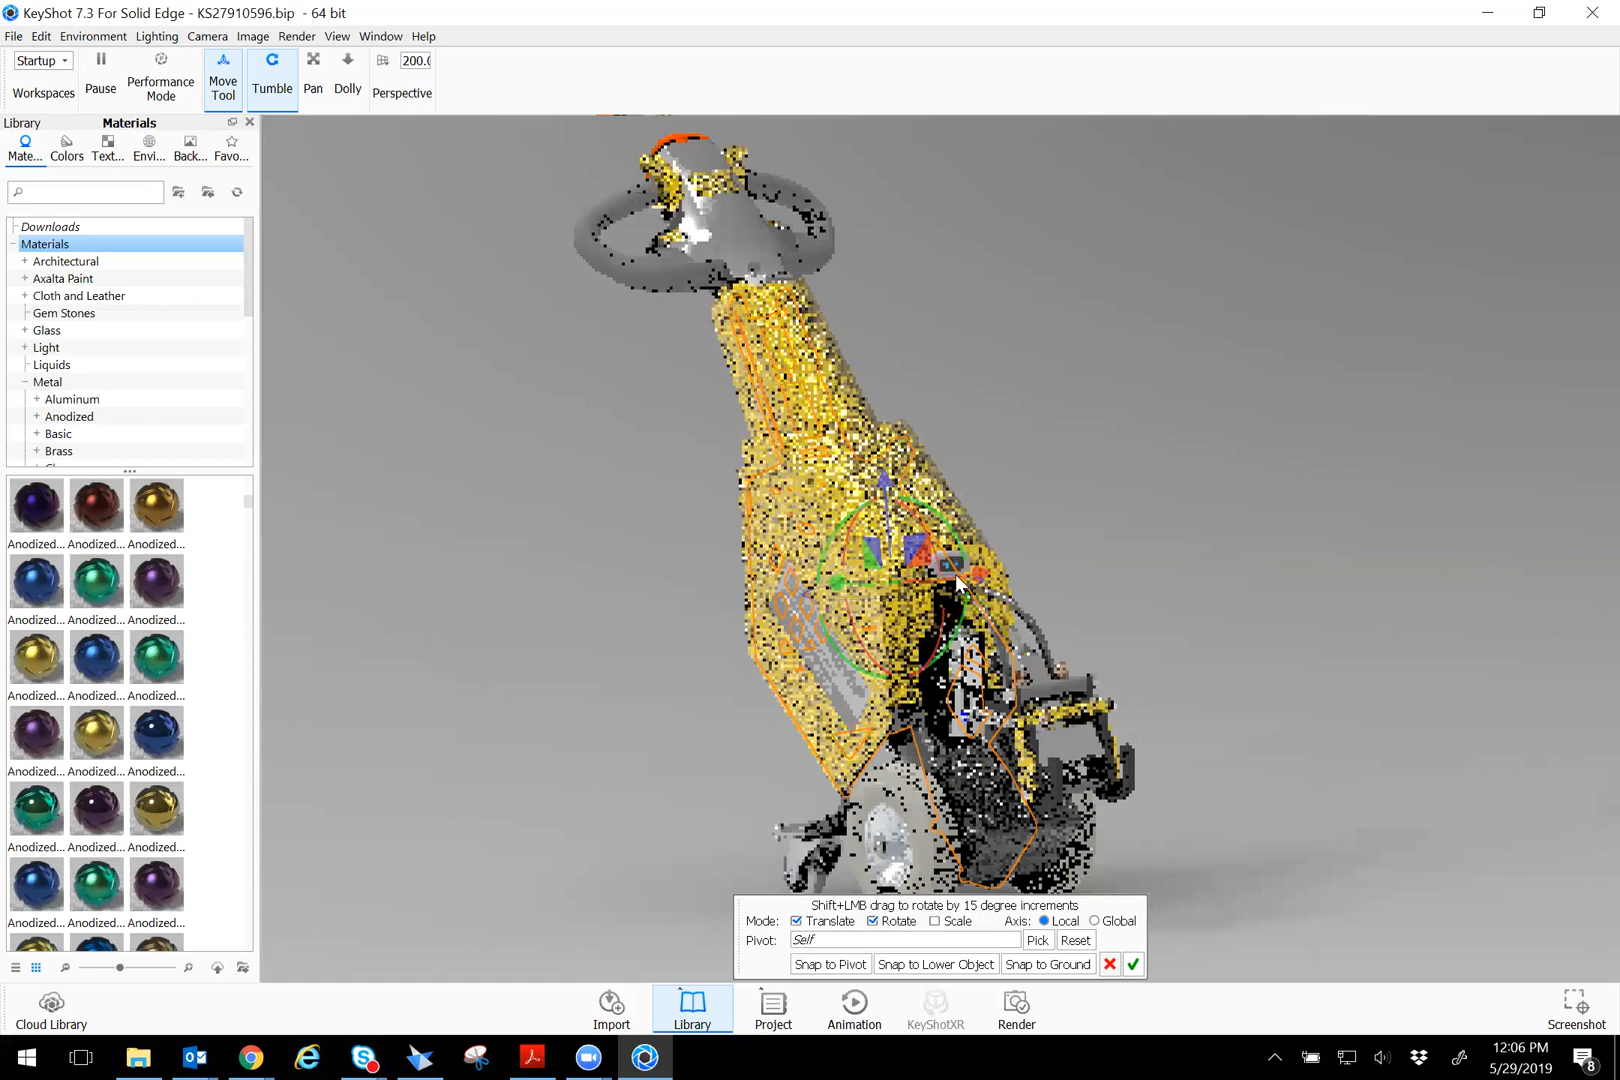 KeyShot 7.3 For Solid Edge - KS27910596.bip - 64 bit
File Edit Environment Lighting Camera Image Render View Window Help
Startup
Workspaces
Pause
Performance Mode
Move Tool
Tumble
Pan
Dolly
200.
Perspective
Library Materials
Mate... Colors Text... Envi... Back... Favo...
Downloads
Materials
Architectural
Axalta Paint
Cloth and Leather
Gem Stones
Glass
Light
Liquids
Metal
Aluminum
Anodized
Basic
Brass
Anodized... Anodized... Anodized...
Anodized... Anodized... Anodized...
Anodized... Anodized... Anodized...
Anodized... Anodized... Anodized...
Anodized... Anodized... Anodized...
Anodized... Anodized... Anodized...
Shift+LMB drag to rotate by 15 degree increments
Mode: Translate Rotate Scale Axis: Local Global
Pivot: Self Pick Reset
Snap to Pivot Snap to Lower Object Snap to Ground
Cloud Library Import Library Project Animation KeyShotXR Render Screenshot
12:06 PM
5/29/2019
8